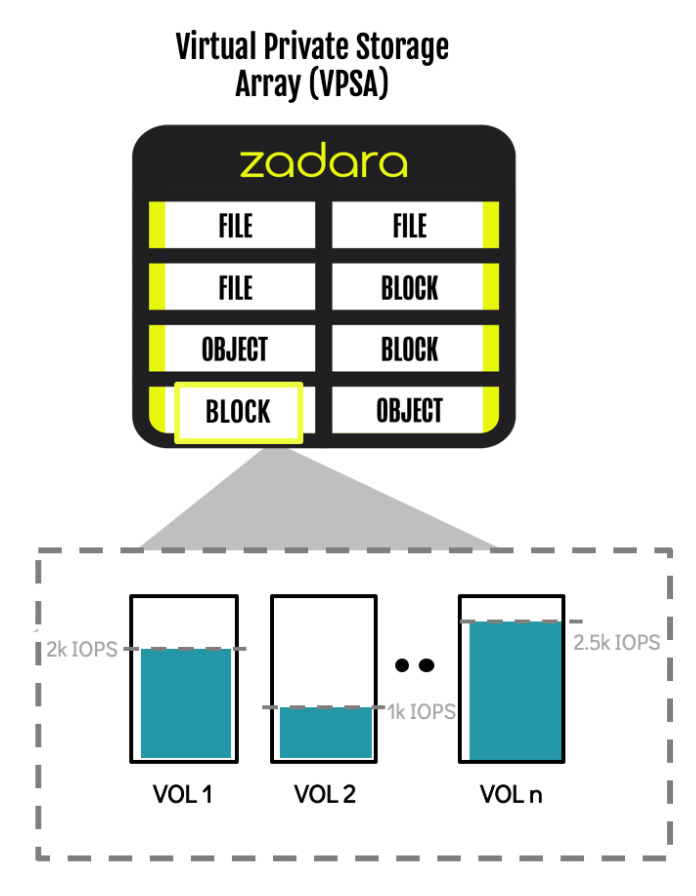 Virtual Private Storage
Array (VPSA)
zadara
FILE
FILE
FILE
BLOCK
OBJECT
BLOCK
BLOCK
OBJECT
2k IOPS
1k IOPS
2.5k IOPS
VOL 1
VOL 2
VOL n